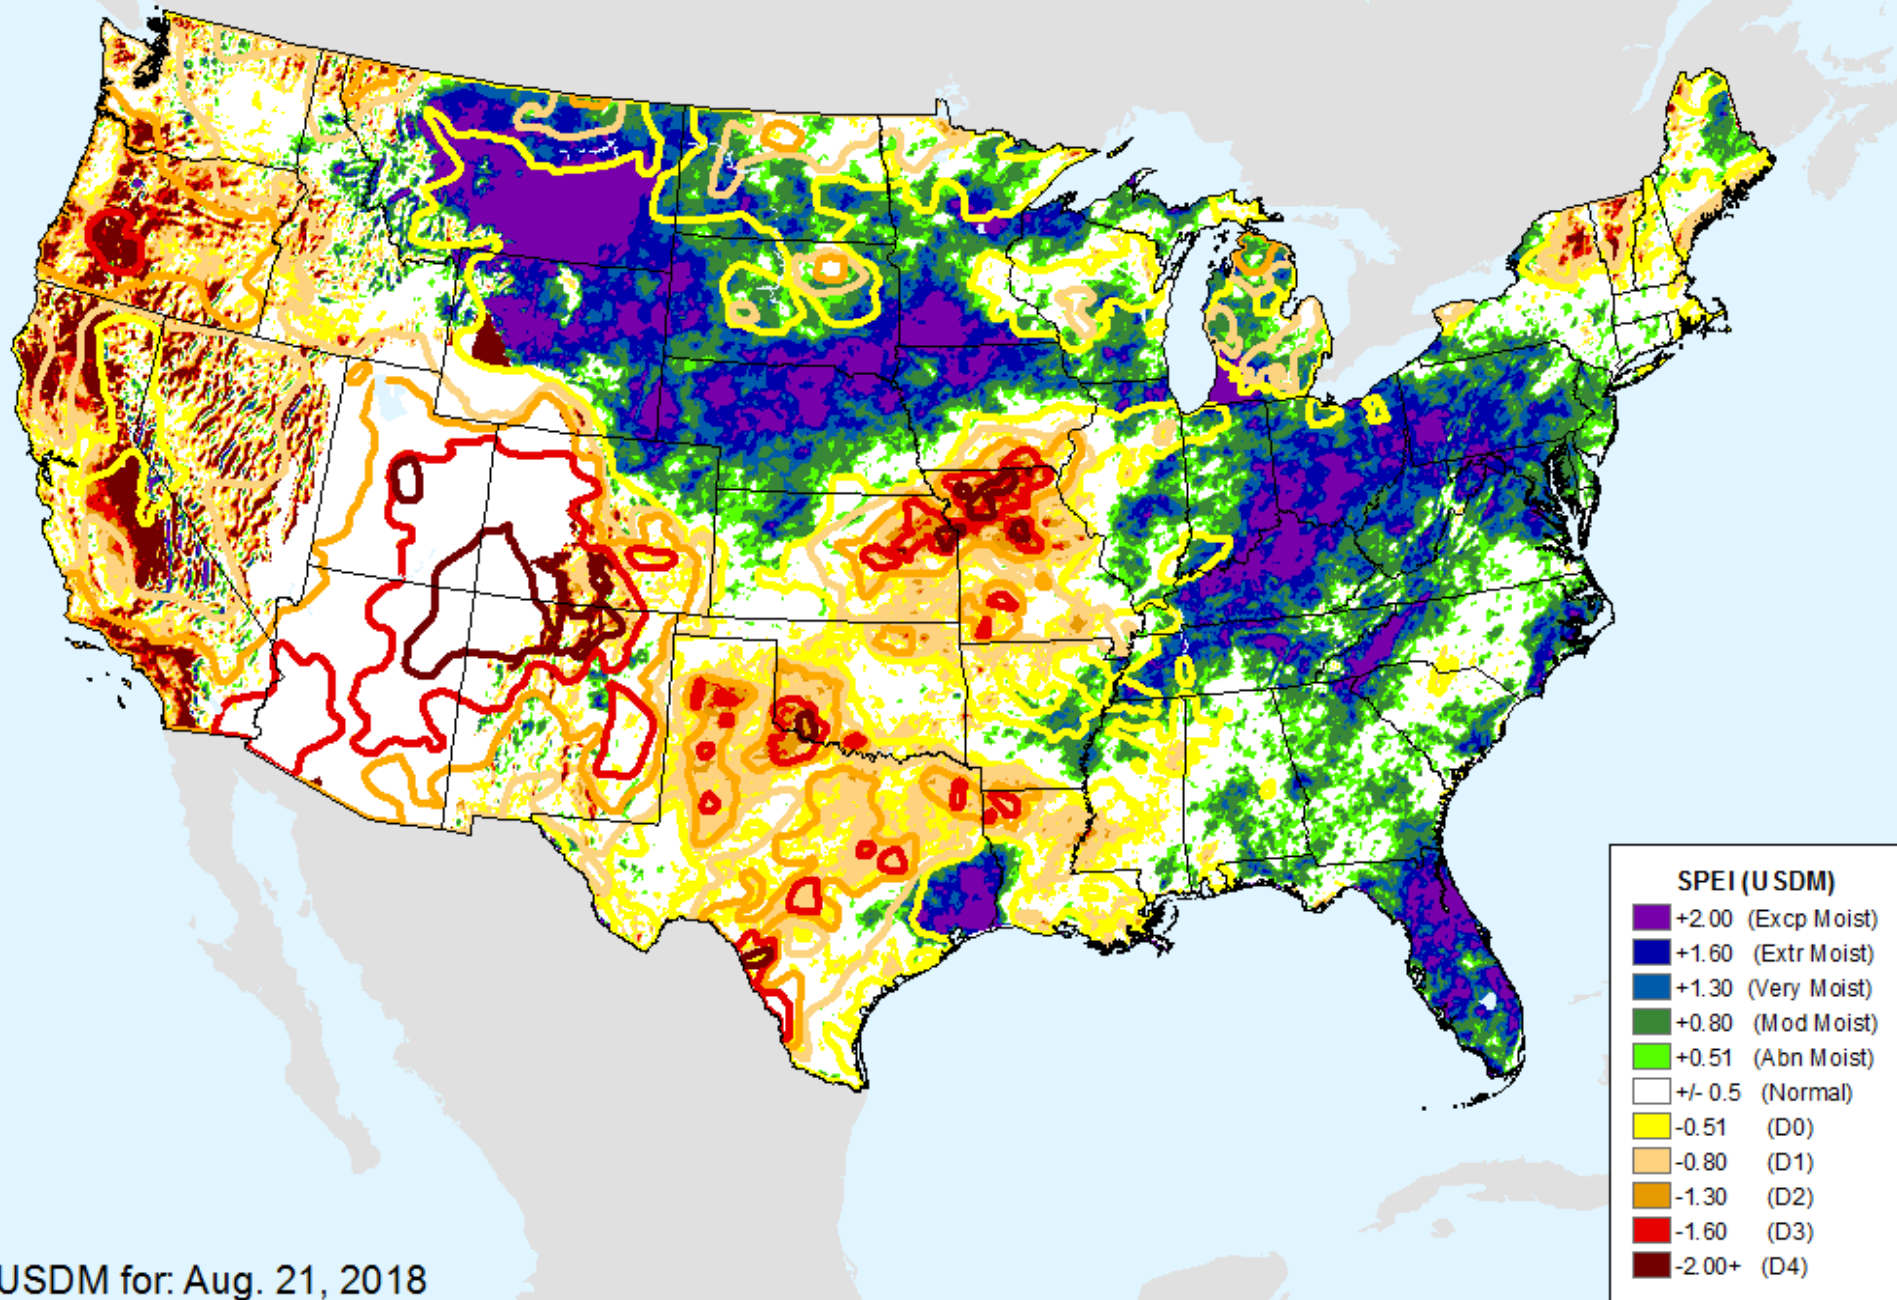 SPEI (USDM)
+2.00 (Excp Moist)
+1.60 (Extr Moist)
+1.30 (Very Moist)
+0.80 (Mod Moist)
+0.51 (Abn Moist)
+/- 0.5 (Normal)
-0.51 (D0)
-0.80 (D1)
-1.30 (D2)
-1.60 (D3)
-2.00+ (D4)
USDM for: Aug. 21, 2018